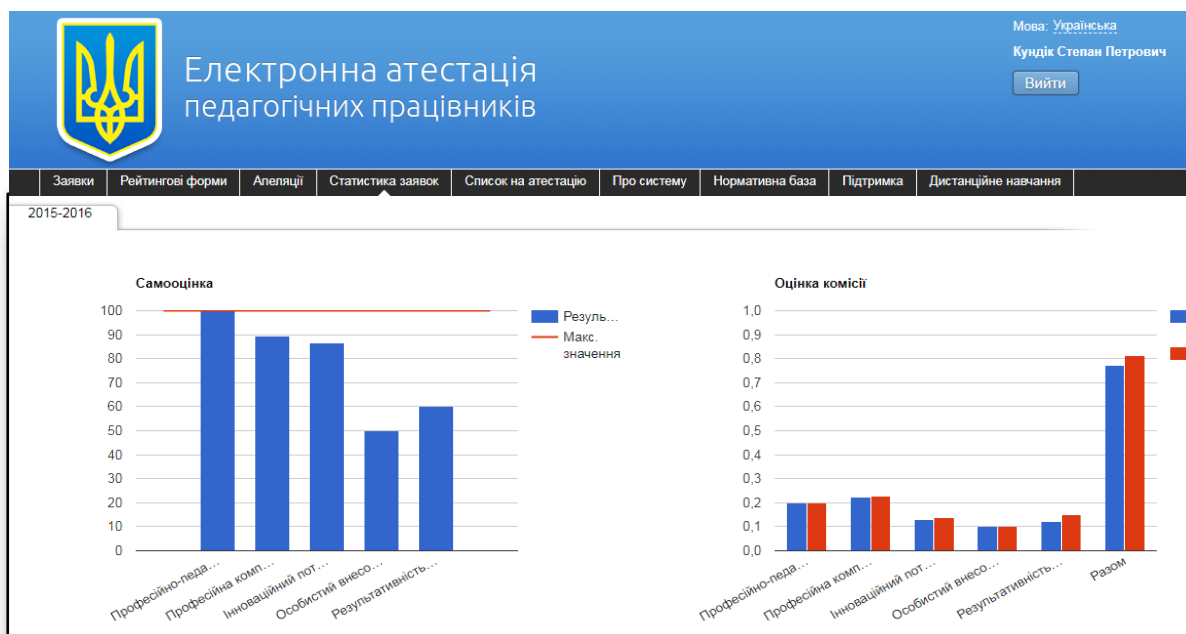 Мова: Українська
Кундік Степан Петрович
Вийти
Електронна атестація
педагогічних працівників
Заявки Рейтингові форми Апеляції Статистика заявок Список на атестацію Про систему Нормативна база Підтримка Дистанційне навчання
2015-2016
Самооцінка
100
90
80
70
60
50
40
30
20
10
0
Професійно-педа…
Професійна комп…
Інноваційний пот…
Особистий внесо…
Результативність…
Резуль…
Макс.
значення
Оцінка комісії
1,0
0,9
0,8
0,7
0,6
0,5
0,4
0,3
0,2
0,1
0,0
Професійно-педа…
Професійна комп…
Інноваційний пот…
Особистий внесо…
Результативність…
Разом